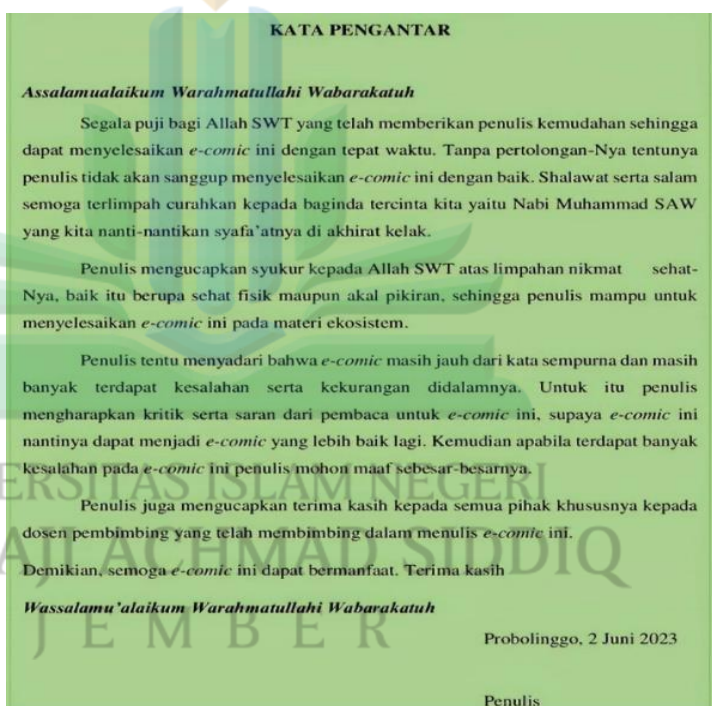 KATA PENGANTAR
Assalamualaikum Warahmatullahi Wabarakatuh
Segala puji bagi Allah SWT yang telah memberikan penulis kemudahan sehingga
dapat menyelesaikan e-comic ini dengan tepat waktu. Tanpa pertolongan-Nya tentunya
penulis tidak akan sanggup menyelesaikan e-comic ini dengan baik. Shalawat serta salam
semoga terlimpah curahkan kepada baginda tercinta kita yaitu Nabi Muhammad SAW
yang kita nanti-nantikan syafa'atnya di akhirat kelak.
Penulis mengucapkan syukur kepada Allah SWT atas limpahan nikmat sehat-
Nya, baik itu berupa sehat fisik maupun akal pikiran, sehingga penulis mampu untuk
menyelesaikan e-comic ini pada materi ekosistem.
Penulis tentu menyadari bahwa e-comic masih jauh dari kata sempurna dan masih
banyak terdapat kesalahan serta kekurangan didalamnya. Untuk itu penulis
mengharapkan kritik serta saran dari pembaca untuk e-comic ini, supaya e-comic ini
nantinya dapat menjadi e-comic yang lebih baik lagi. Kemudian apabila terdapat banyak
kesalahan pada e-comic ini penulis mohon maaf sebesar-besarnya.
ERSITAS ISLAM NEGERI
Penulis juga mengucapkan terima kasih kepada semua pihak khususnya kepada
dosen pembimbing yang telah membimbing dalam menulis e-comic ini.
AJI ACHMAD SIDDIQ
Demikian, semoga e-comic ini dapat bermanfaat. Terima kasih
Wassalamu'alaikum Warahmatullahi Wabarakatuh
JEMBER
Probolinggo, 2 Juni 2023
Penulis